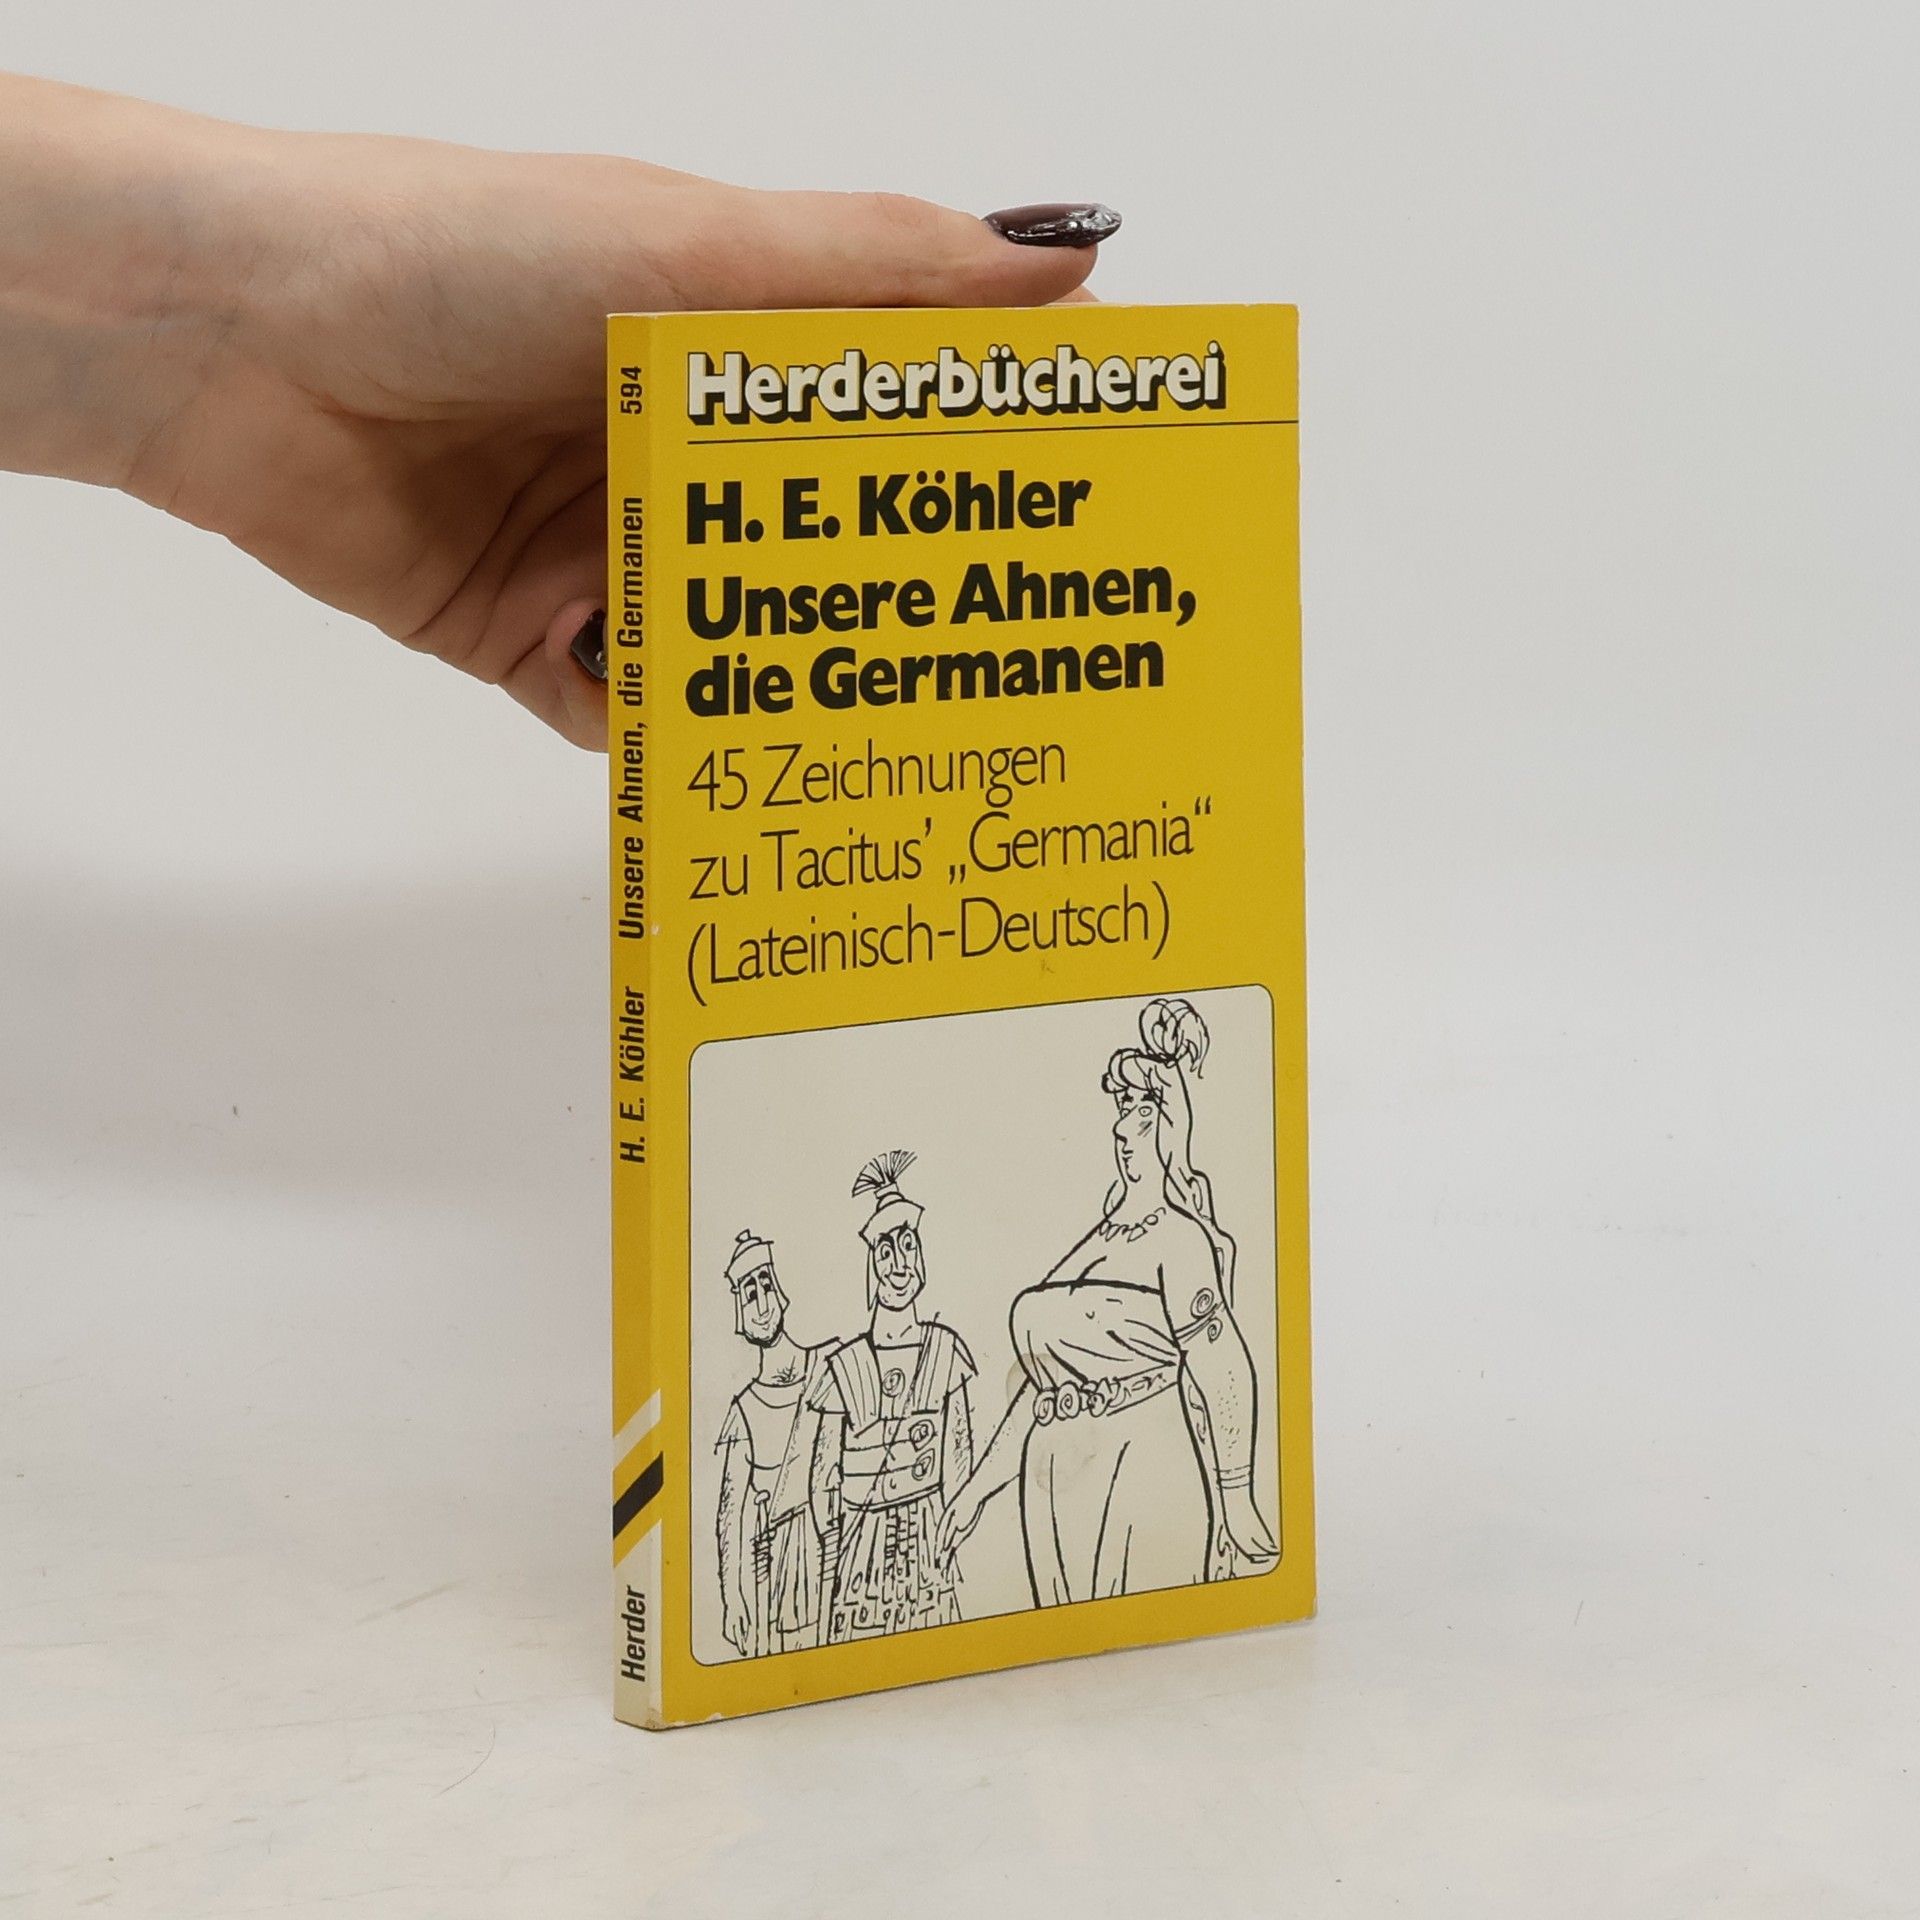 Herderbücherei
H. E. Köhler
Unsere Ahnen,
die Germanen
45 Zeichnungen
zu Tacitus' „Germania“
(Lateinisch-Deutsch)
H. E. Köhler Unsere Ahnen, die Germanen 594
Herder